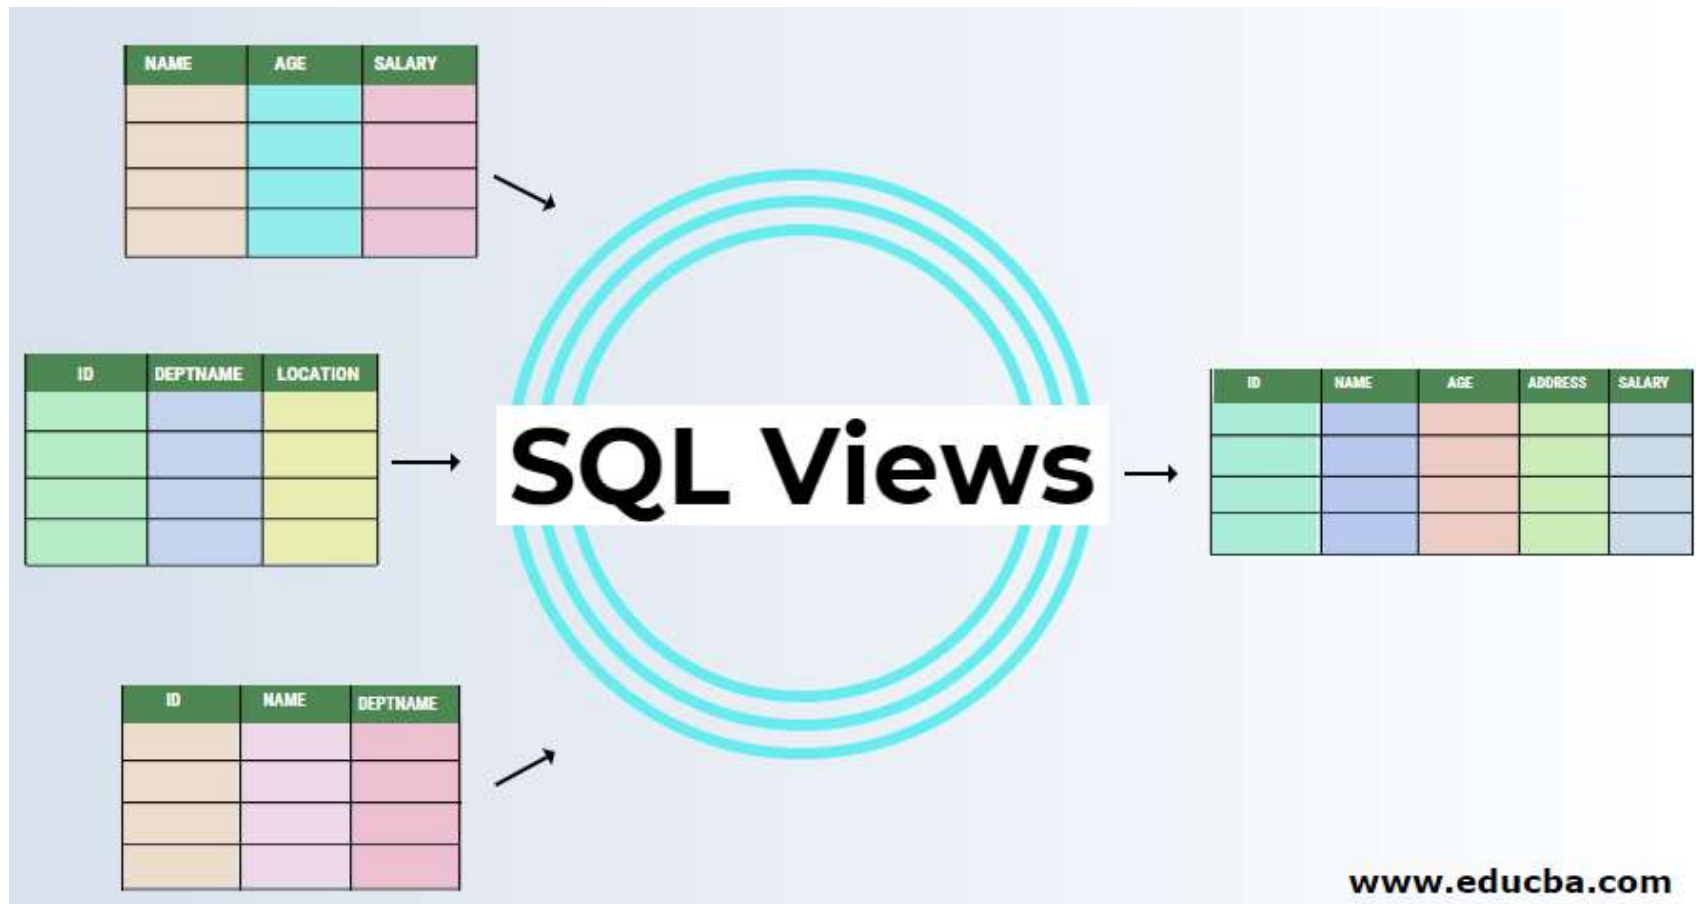 NAME AGE SALARY
ID DEPTNAME LOCATION
SQL Views
ID NAME AGE ADDRESS SALARY
ID NAME DEPTNAME
www.educba.com